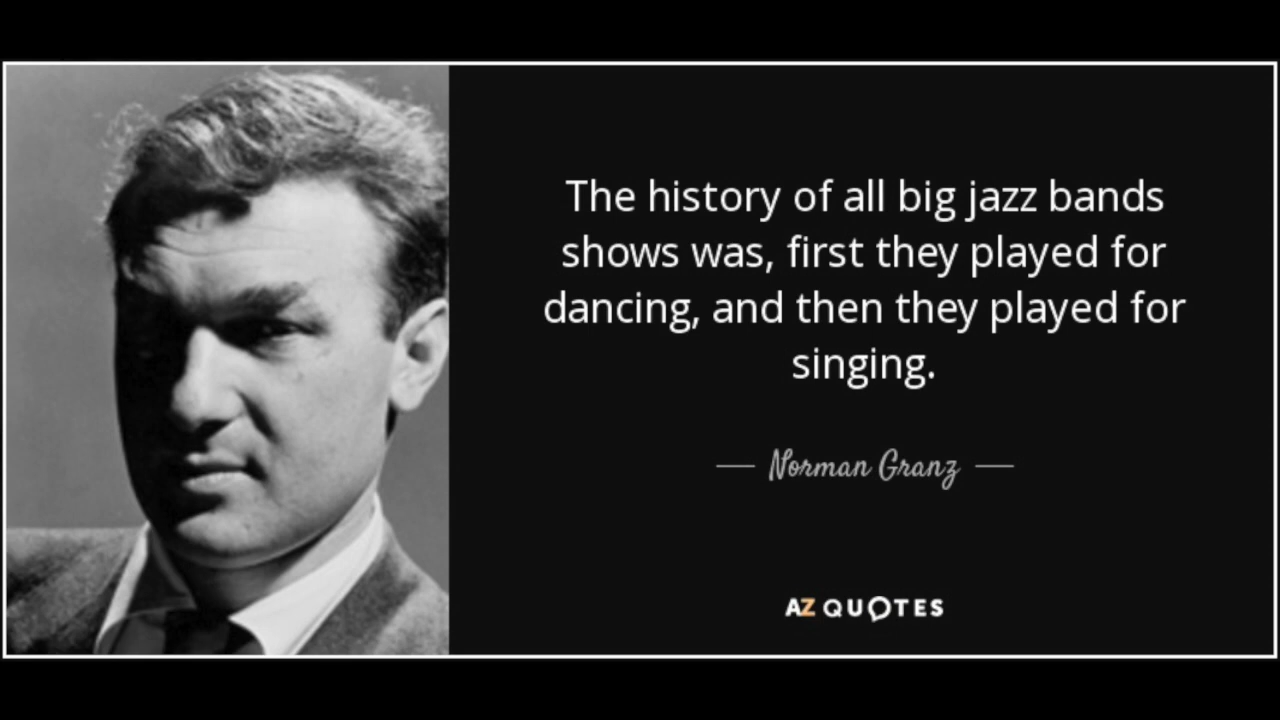 The history of all big jazz bands
shows was, first they played for
dancing, and then they played for
singing.
Norman Granz
AZ QUOTES